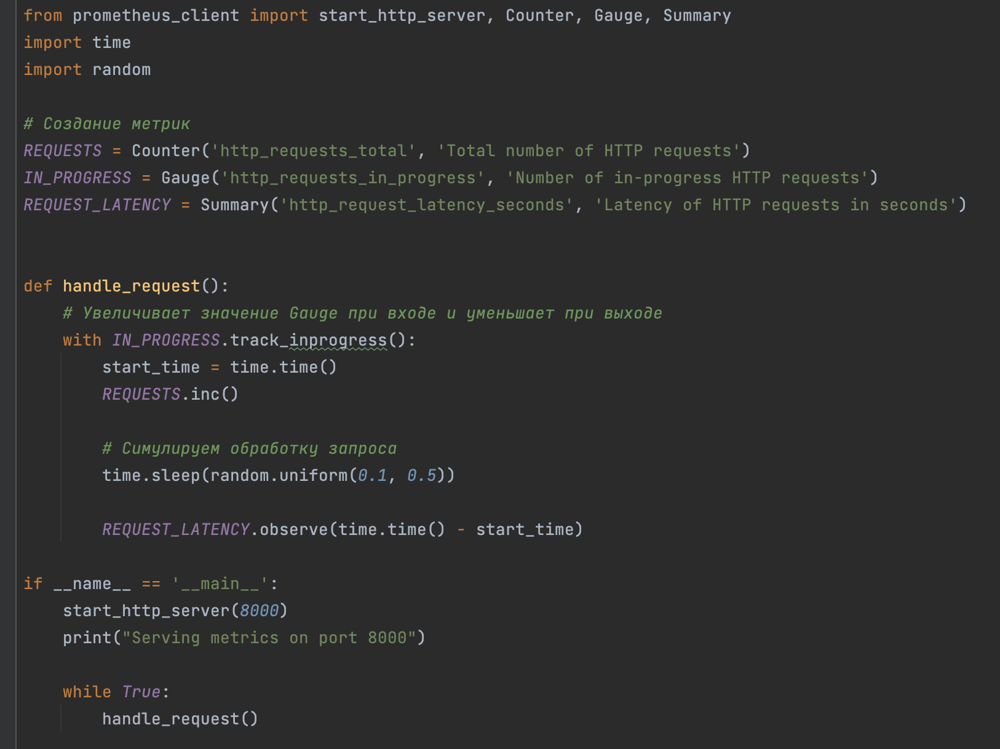 from prometheus_client import start_http_server, Counter, Gauge, Summary
import time
import random
# Создание метрик
REQUESTS = Counter('http_requests_total', 'Total number of HTTP requests')
IN_PROGRESS = Gauge('http_requests_in_progress', 'Number of in-progress HTTP requests')
REQUEST_LATENCY = Summary('http_request_latency_seconds', 'Latency of HTTP requests in seconds')
def handle_request():
    # Увеличивает значение Gauge при входе и уменьшает при выходе
    with IN_PROGRESS.track_inprogress():
        start_time = time.time()
        REQUESTS.inc()
        # Симулируем обработку запроса
        time.sleep(random.uniform(0.1, 0.5))
        REQUEST_LATENCY.observe(time.time() - start_time)
if __name__ == '__main__':
    start_http_server(8000)
    print("Serving metrics on port 8000")
    while True:
        handle_request()